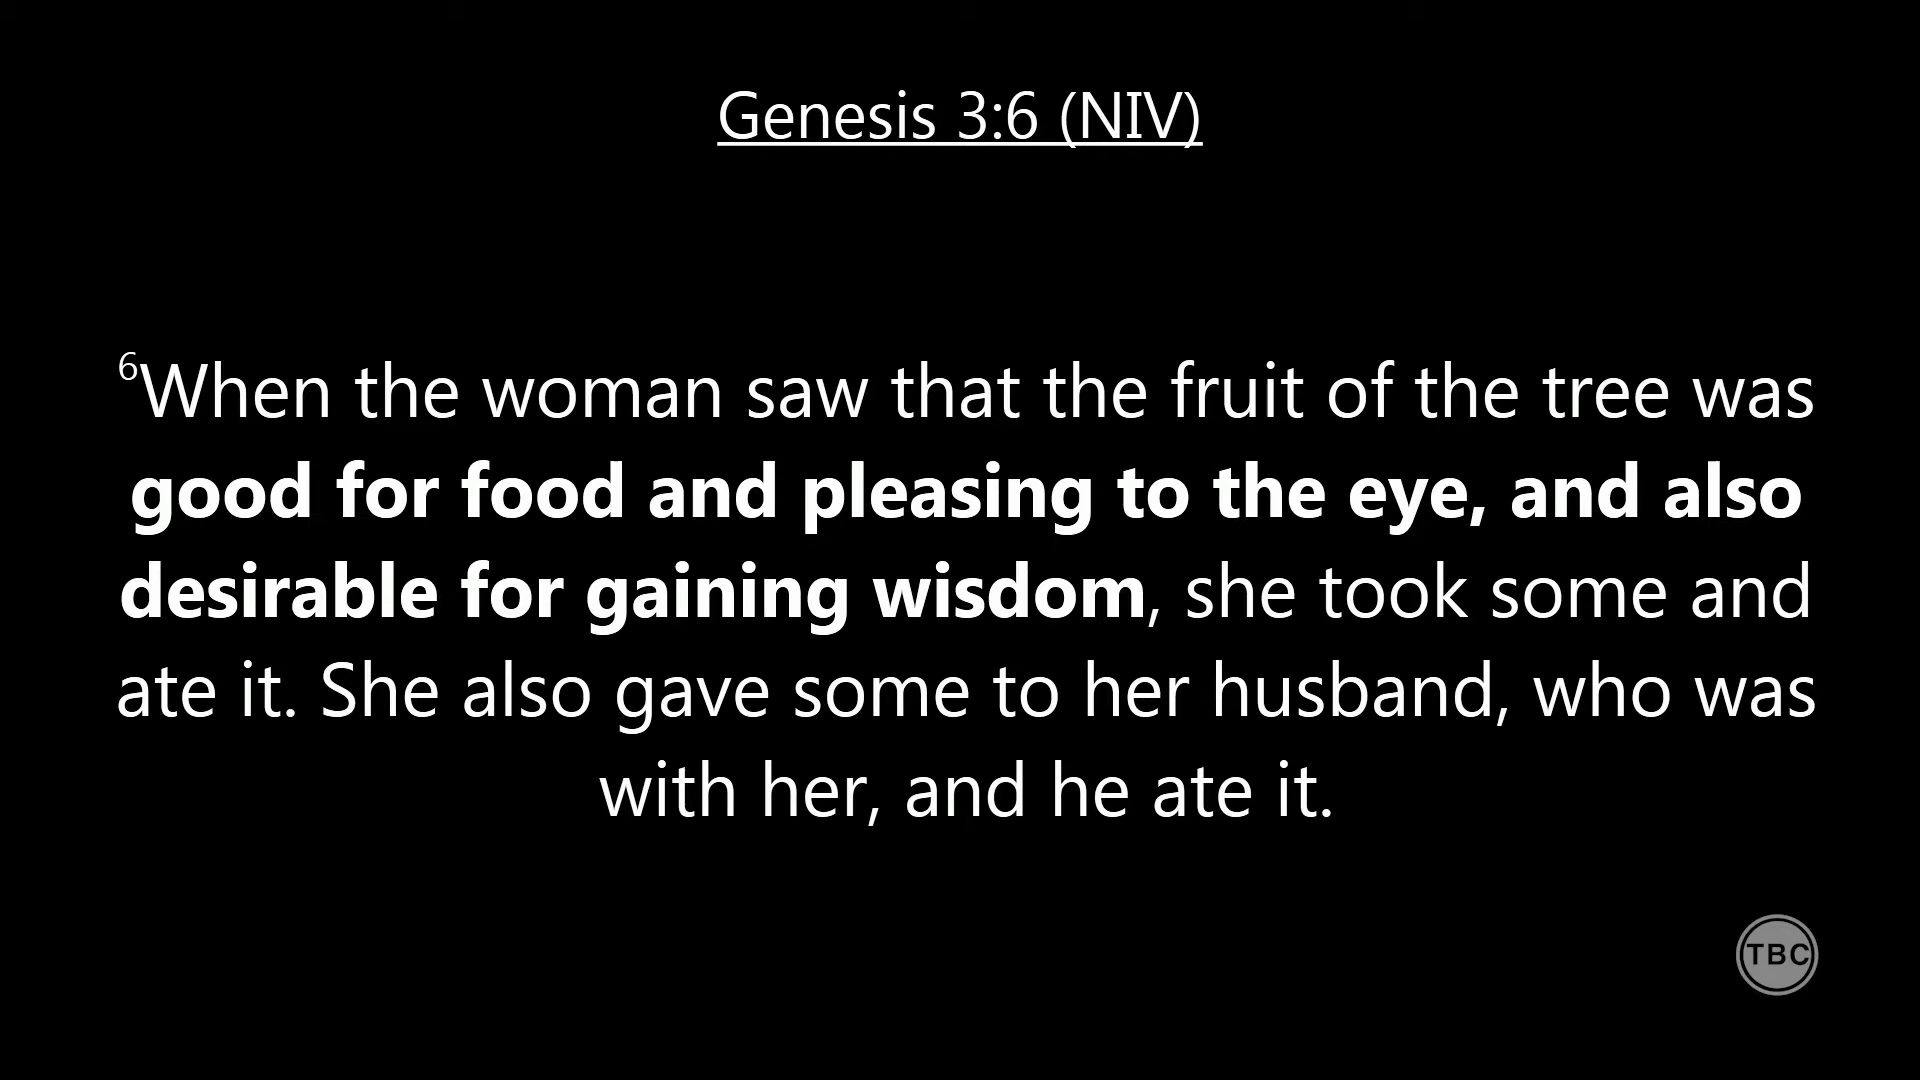 Genesis 3:6 (NIV)
6When the woman saw that the fruit of the tree was
good for food and pleasing to the eye, and also
desirable for gaining wisdom, she took some and
ate it. She also gave some to her husband, who was
with her, and he ate it.
TBC